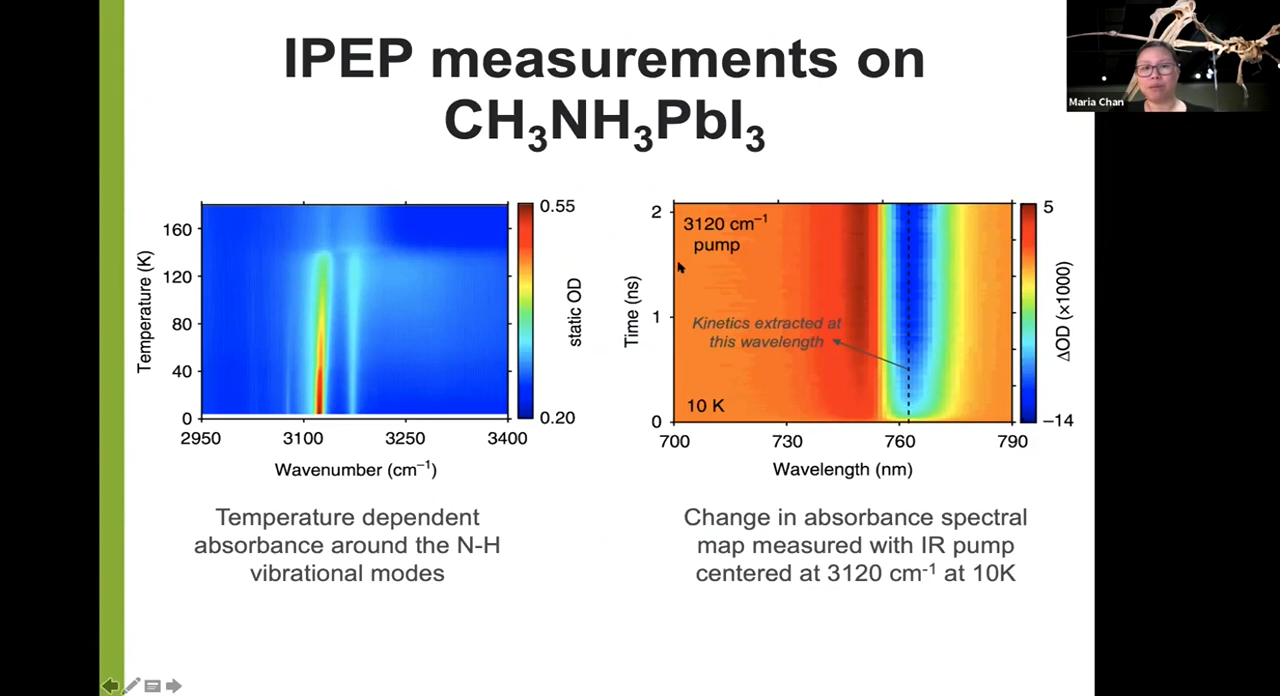 IPEP measurements on
CH₃NH₃PbI₃
Maria Chan
160
120
80
40
0
Temperature (K)
2950
3100
3250
3400
Wavenumber (cm⁻¹)
0.55
static OD
0.20
2
1
0
Time (ns)
3120 cm⁻¹
pump
Kinetics extracted at
this wavelength
10 K
700
730
760
790
Wavelength (nm)
5
ΔOD (×1000)
−14
Temperature dependent
absorbance around the N-H
vibrational modes
Change in absorbance spectral
map measured with IR pump
centered at 3120 cm⁻¹ at 10K